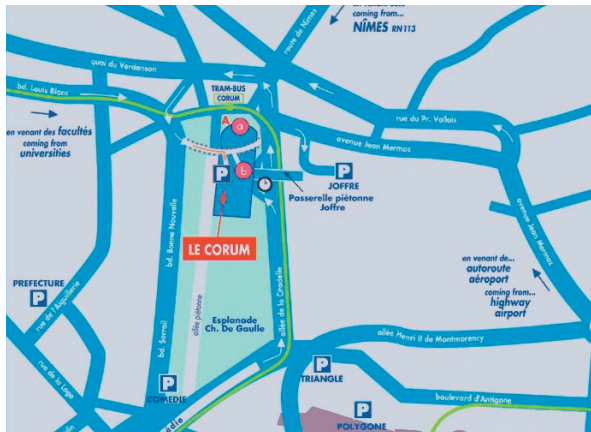 coming from...
NÎMES RN113
route de Nîmes
quai du Verdanson
bd. Louis Blanc
TRAM-BUS
CORUM
rue du Pr. Vallois
en venant des facultés
coming from
universities
A
a
avenue Jean Mermoz
b
P
P
JOFFRE
Passerelle piétonne
Joffre
avenue Jean Mermoz
LE CORUM
bd. Bonne Nouvelle
en venant de...
autoroute
aéroport
coming from...
highway
airport
PREFECTURE
P
rue de l'Aiguillerie
allée piétonne
allée de la Citadelle
Esplanade
Ch. De Gaulle
bd. Sarrail
allée Henri II de Montmorency
rue de la Loge
P
COMEDIE
P
TRIANGLE
boulevard d'Antigone
P
POLYGONE